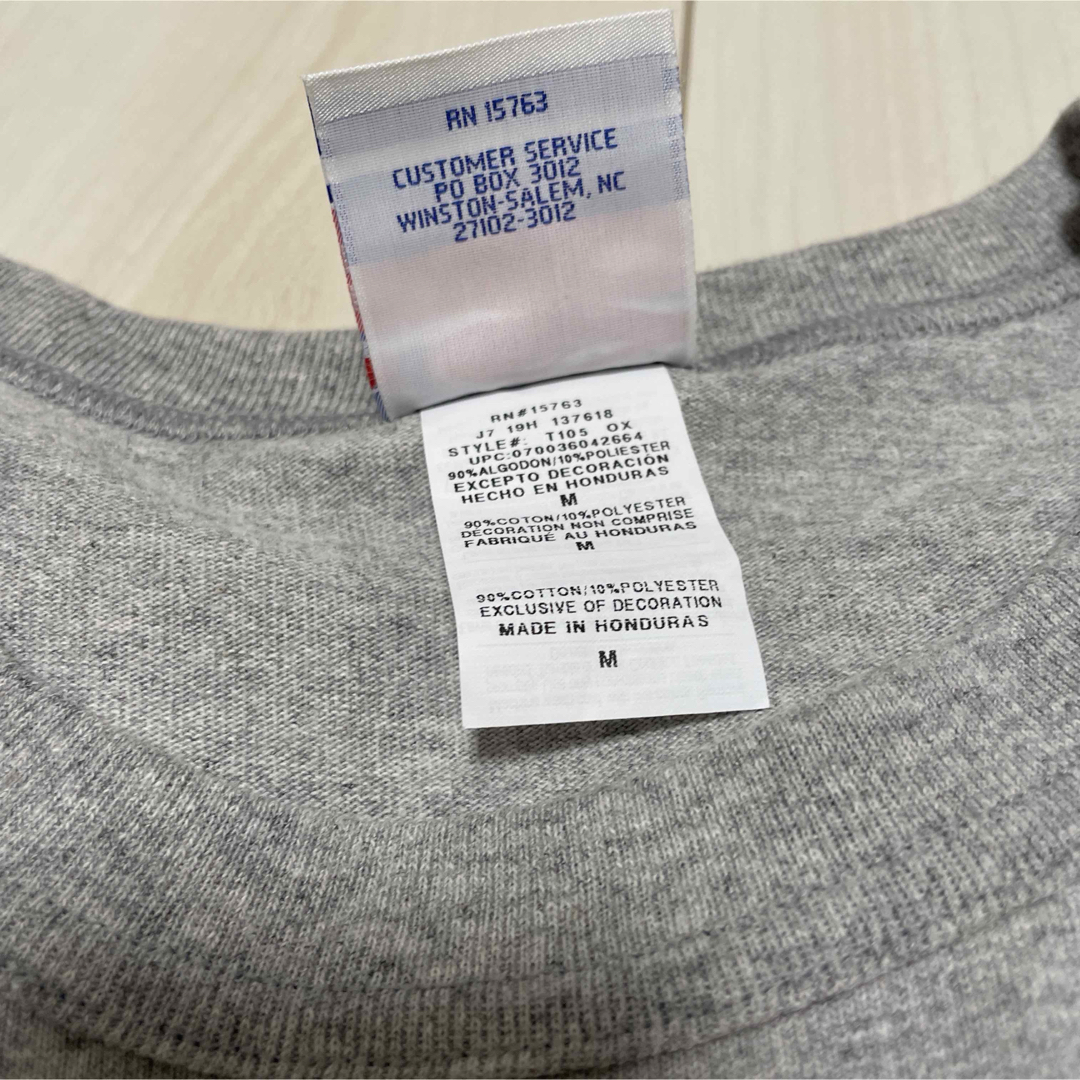 RN 15763
CUSTOMER SERVICE
PO BOX 3012
WINSTON-SALEM, NC
27102-3012
RN#15763
J7 19H 137618
STYLE#: T105 OX
UPC:070036042664
90%ALGODON/10%POLIESTER
EXCEPTO DECORACIÓN
HECHO EN HONDURAS
M
90%COTON/10%POLYESTER
DÉCORATION NON COMPRISE
FABRIQUÉ AU HONDURAS
M
90%COTTON/10%POLYESTER
EXCLUSIVE OF DECORATION
MADE IN HONDURAS
M